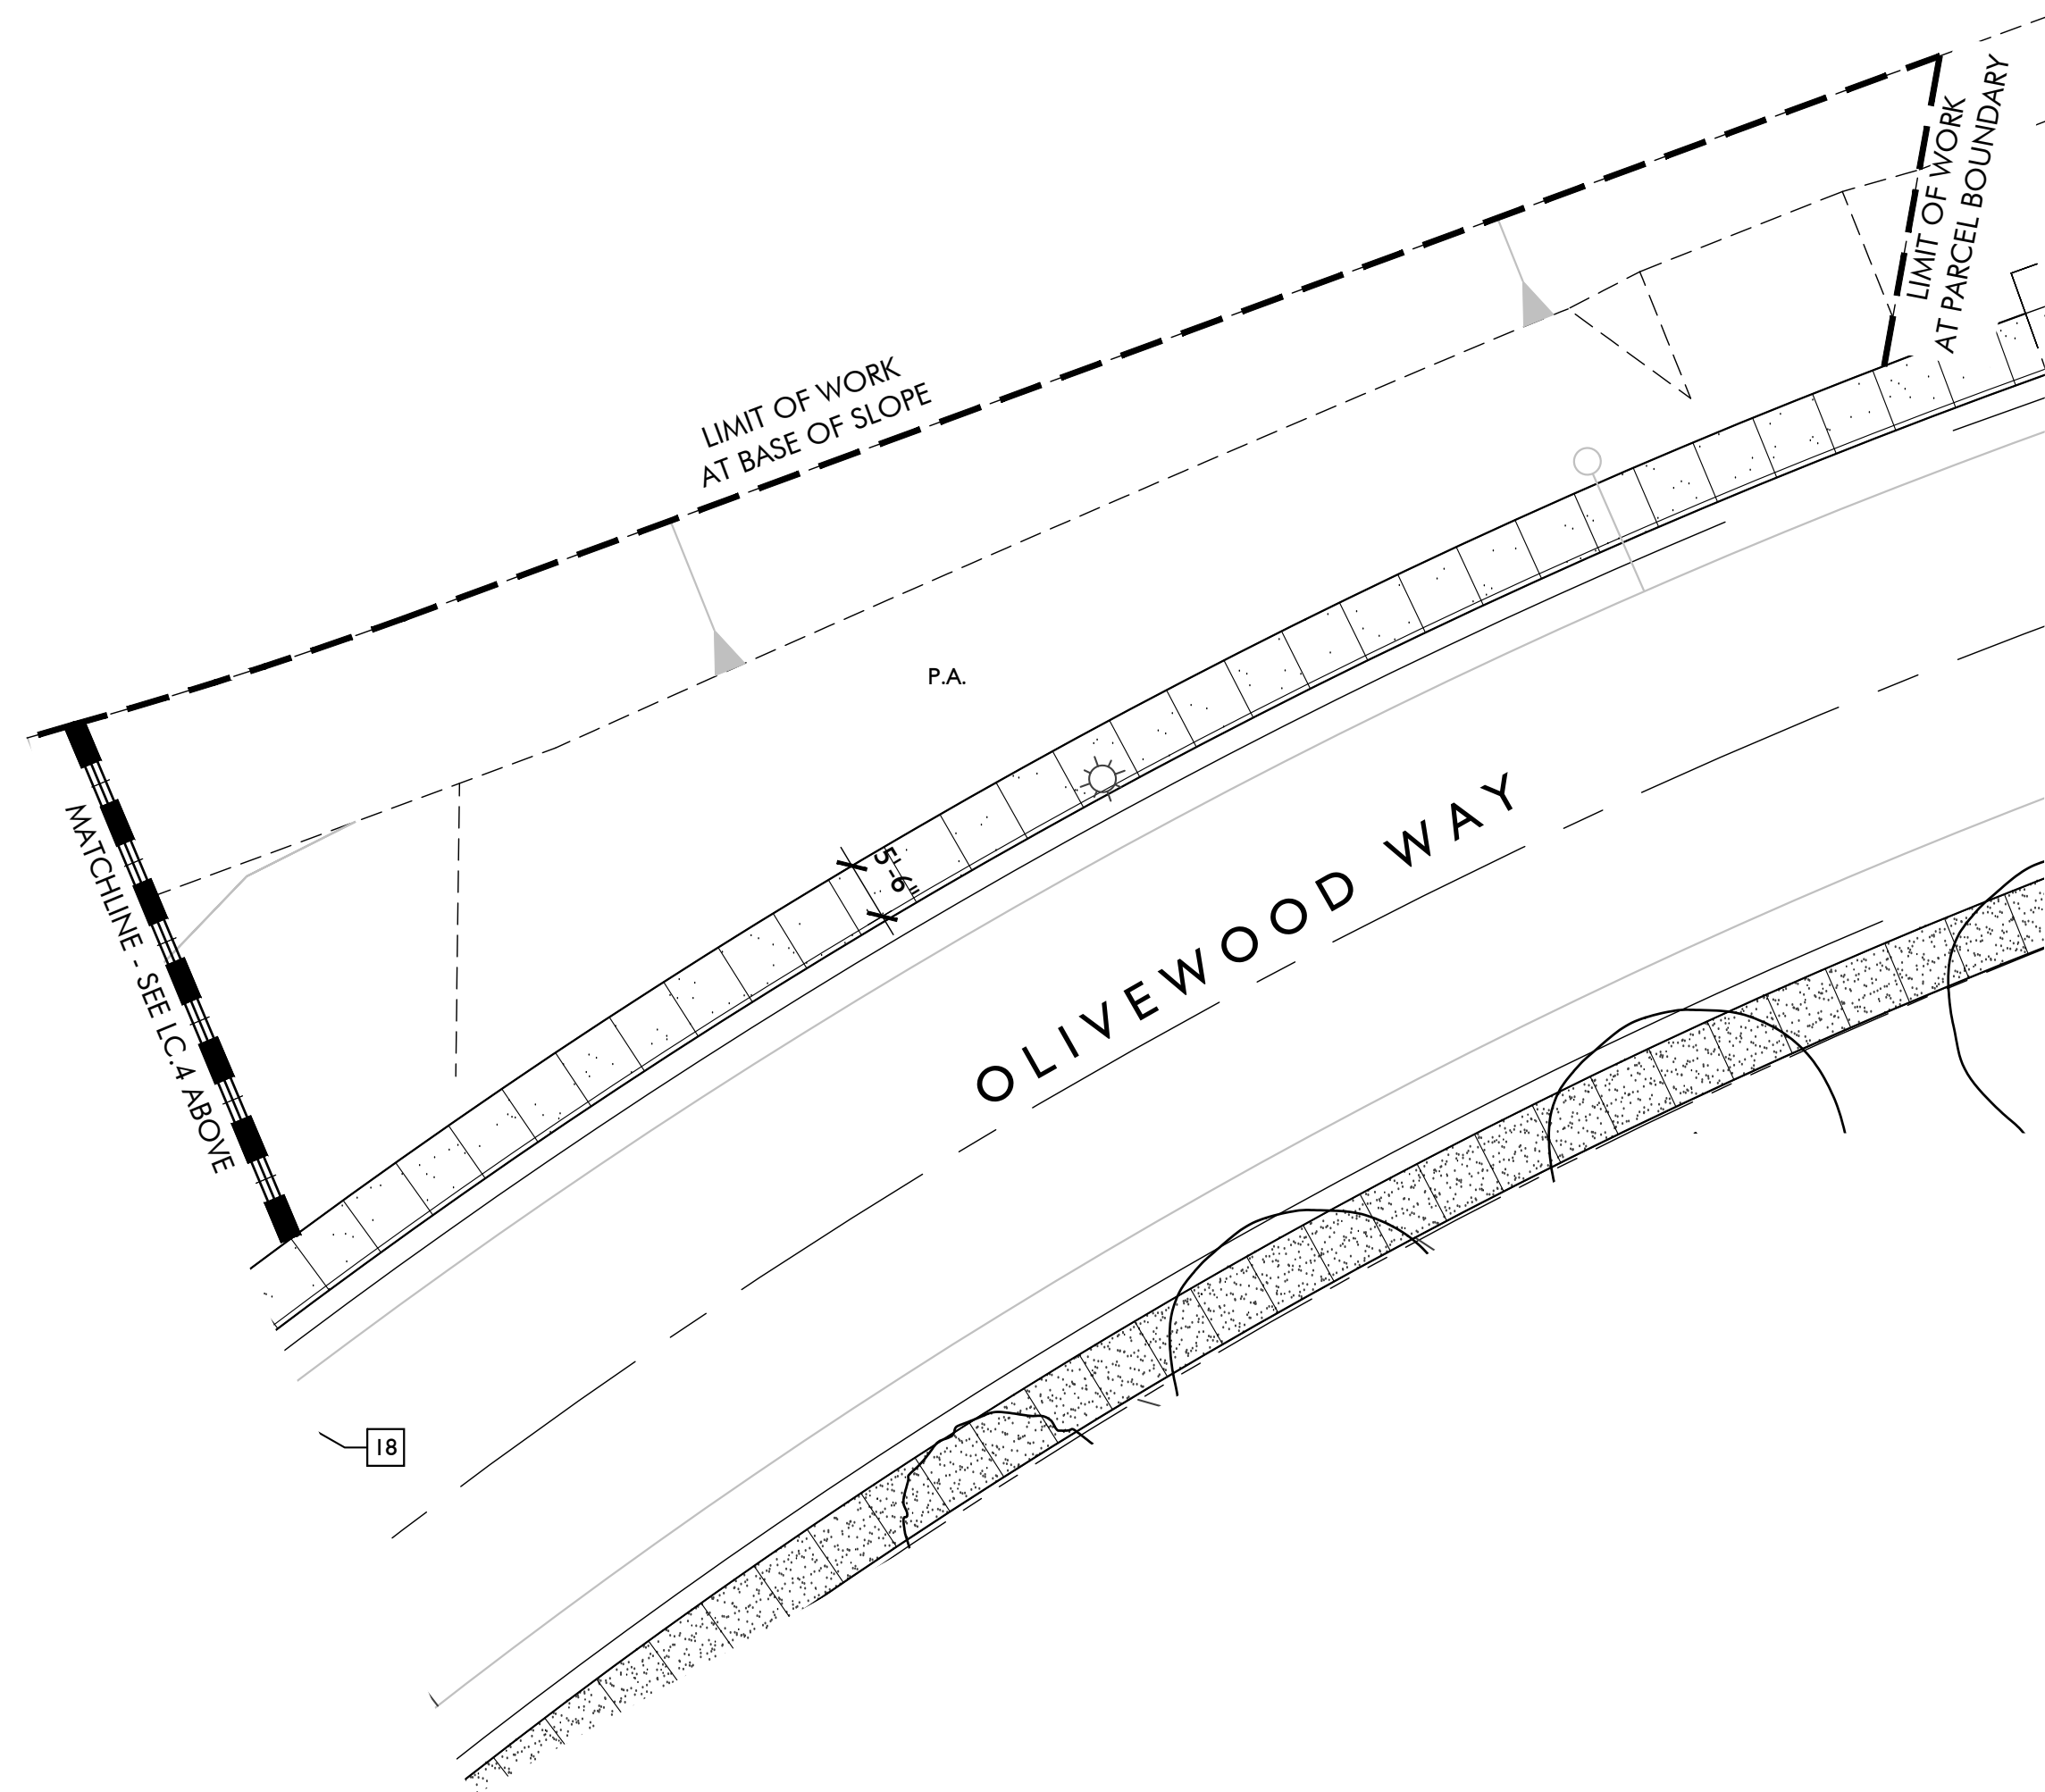 LIMIT OF WORK
AT PARCEL BOUNDARY
LIMIT OF WORK
AT BASE OF SLOPE
P.A.
MATCHLINE - SEE LC.4 ABOVE
5'-6"
OLIVEWOOD WAY
18